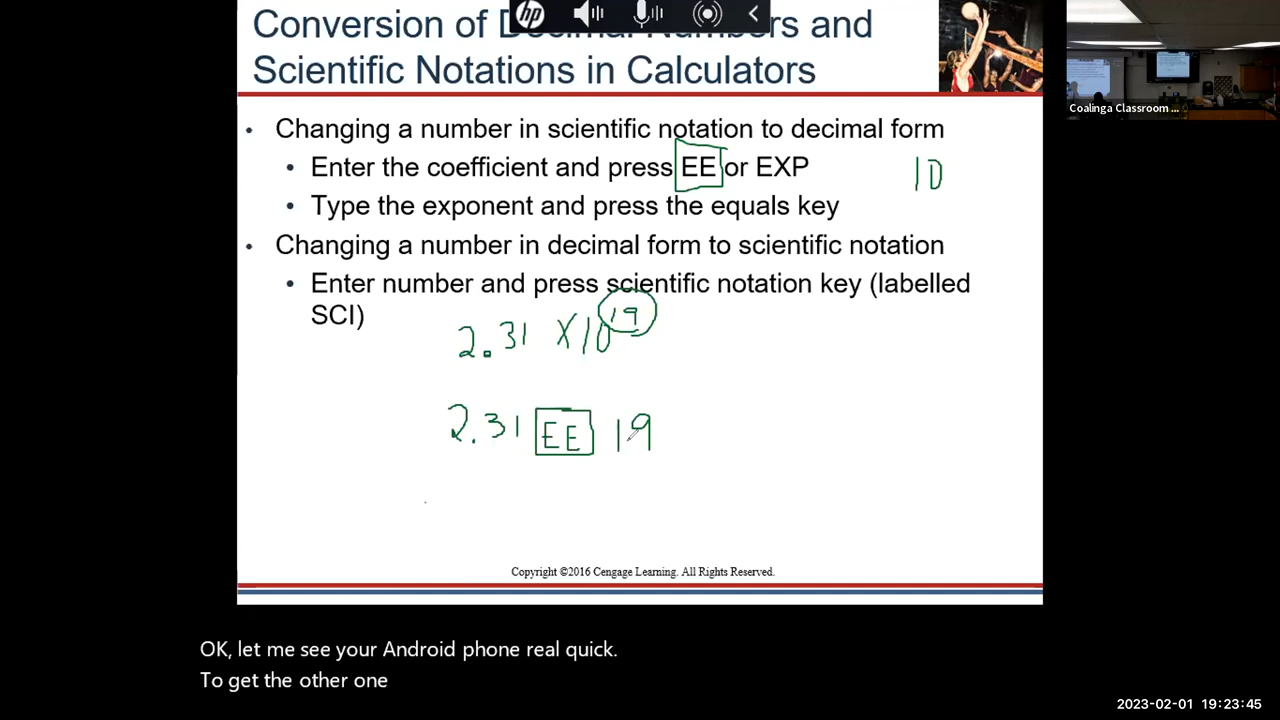 Conversion of Decimal Numbers and
Scientific Notations in Calculators
hp
Coalinga Classroom ...
• Changing a number in scientific notation to decimal form
• Enter the coefficient and press EE or EXP
10
• Type the exponent and press the equals key
• Changing a number in decimal form to scientific notation
• Enter number and press scientific notation key (labelled
SCI)
2.31 X10^19
2.31 EE 19
Copyright ©2016 Cengage Learning. All Rights Reserved.
OK, let me see your Android phone real quick.
To get the other one
2023-02-01 19:23:45